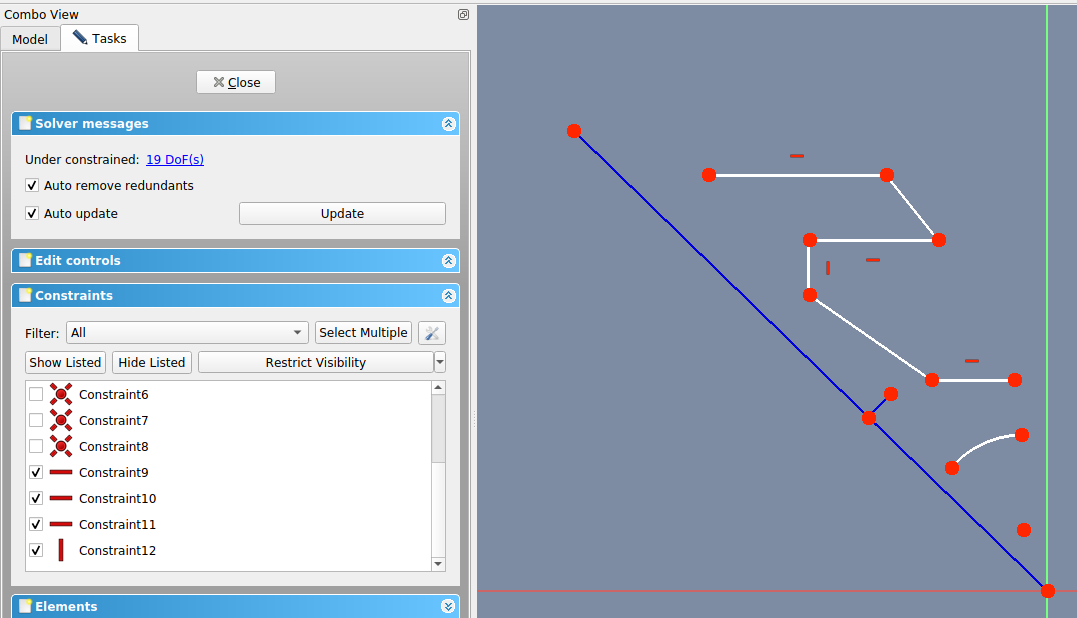 Combo View
Model
Tasks
Close
Solver messages
Under constrained: 19 DoF(s)
Auto remove redundants
Auto update
Update
Edit controls
Constraints
Filter: All
Select Multiple
Show Listed
Hide Listed
Restrict Visibility
Constraint6
Constraint7
Constraint8
Constraint9
Constraint10
Constraint11
Constraint12
Elements